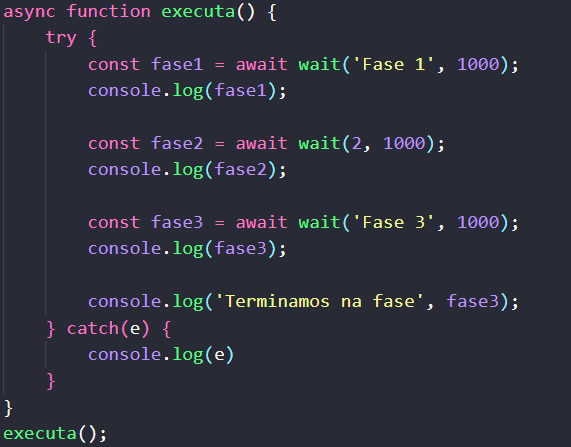 async function executa() {
    try {
        const fase1 = await wait('Fase 1', 1000);
        console.log(fase1);

        const fase2 = await wait(2, 1000);
        console.log(fase2);

        const fase3 = await wait('Fase 3', 1000);
        console.log(fase3);

        console.log('Terminamos na fase', fase3);
    } catch(e) {
        console.log(e)
    }
}
executa();